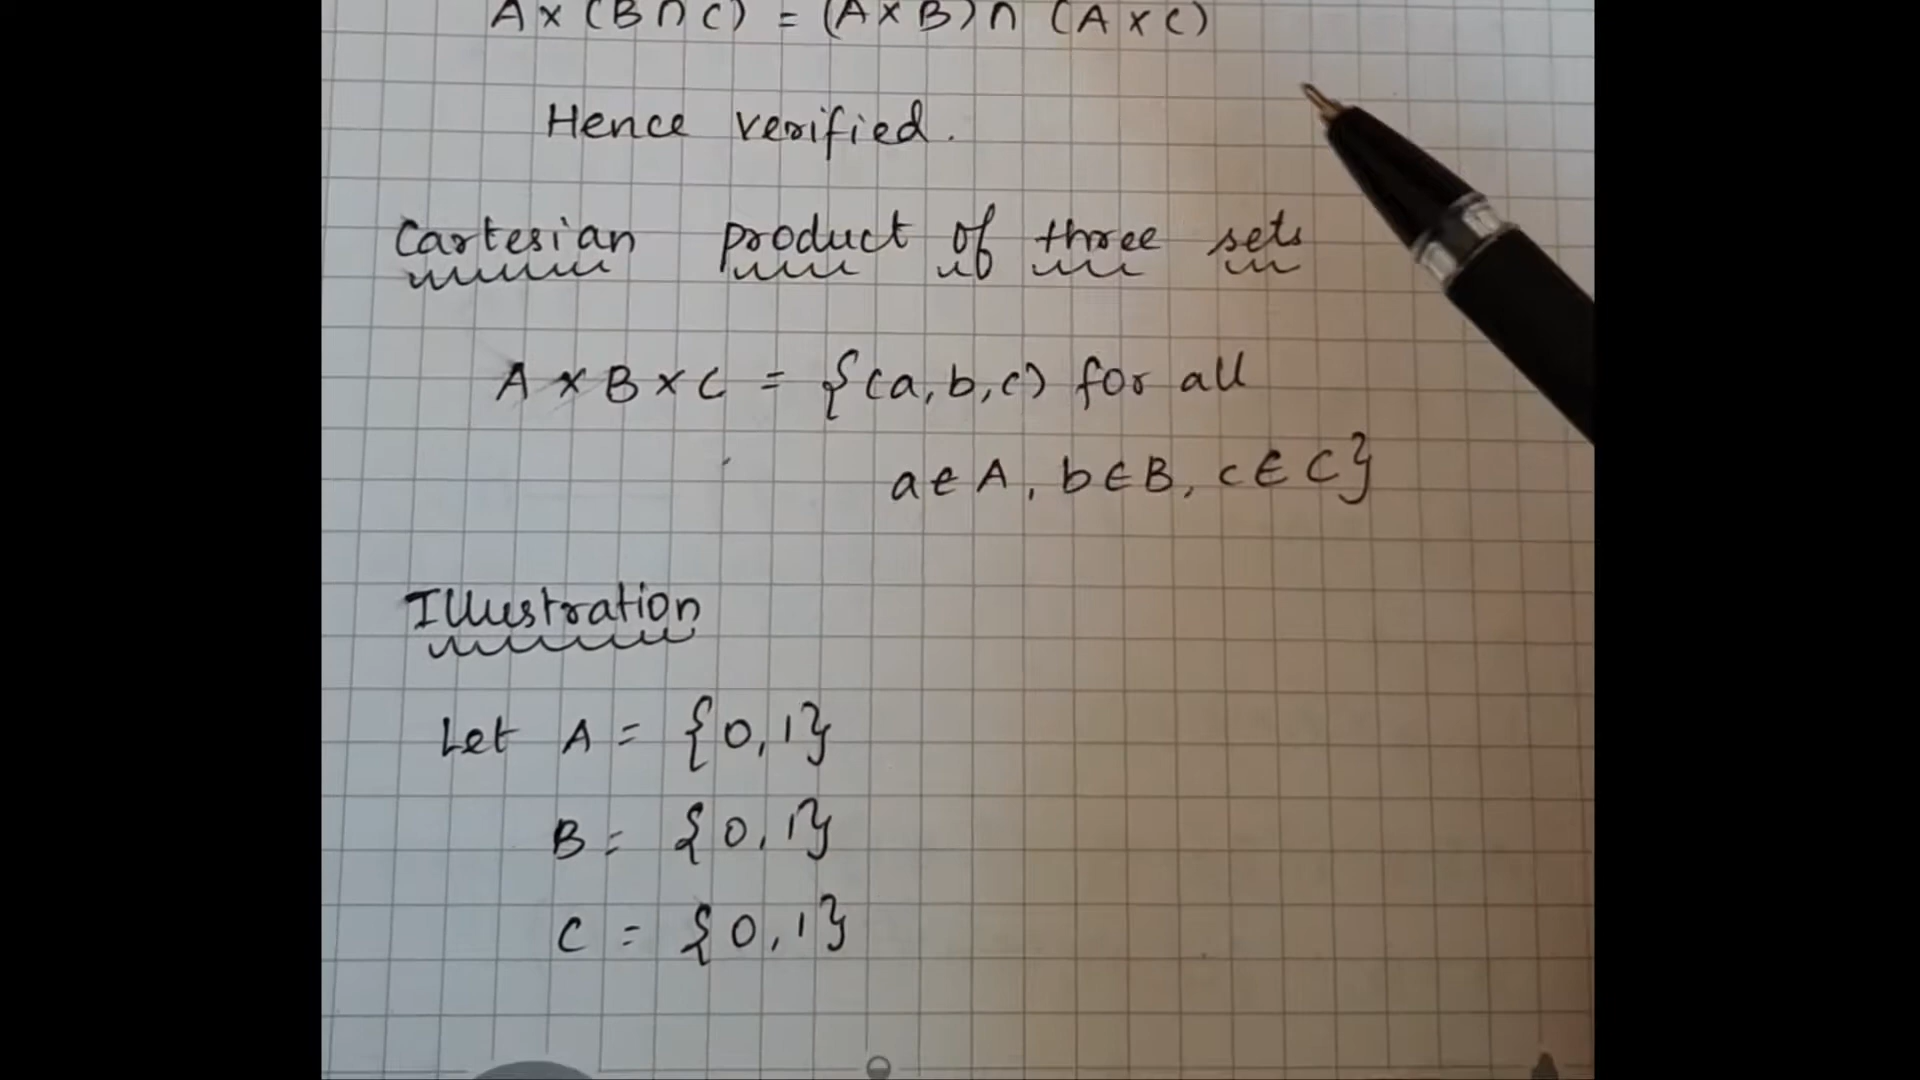 A × (B ∩ C) = (A × B) ∩ (A × C)
Hence verified.
Cartesian product of three sets
A × B × C = {(a, b, c) for all
a ∈ A, b ∈ B, c ∈ C}
Illustration
Let A = {0, 1}
B = {0, 1}
C = {0, 1}